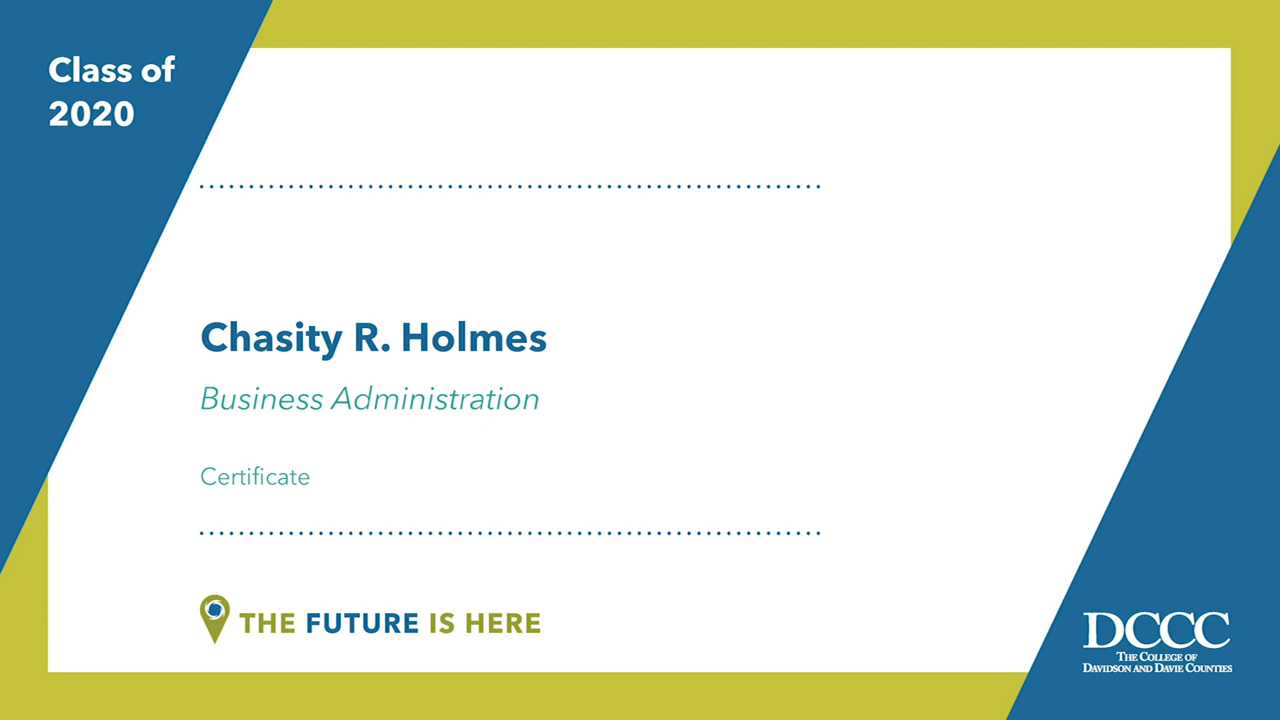 Class of
2020
Chasity R. Holmes
Business Administration
Certificate
THE FUTURE IS HERE
DCCC
THE COLLEGE OF
DAVIDSON AND DAVIE COUNTIES